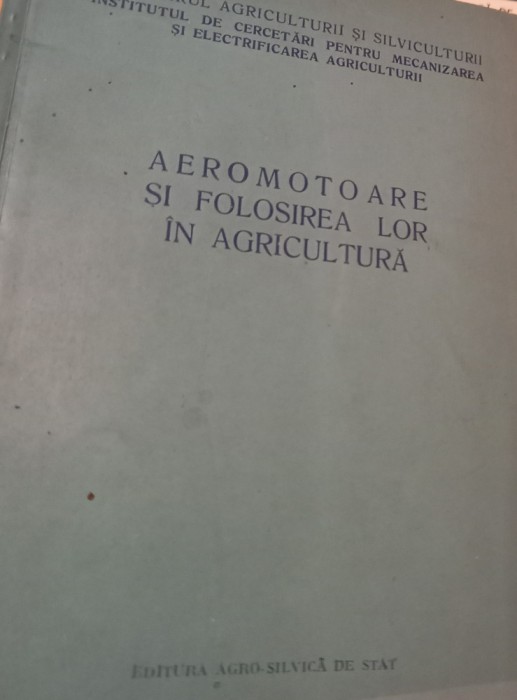 AGRICULTURII ȘI SILVICULTURII
INSTITUTUL DE CERCETĂRI PENTRU MECANIZAREA
ȘI ELECTRIFICAREA AGRICULTURII
AEROMOTOARE
ȘI FOLOSIREA LOR
ÎN AGRICULTURĂ
EDITURA AGRO-SILVICĂ DE STAT